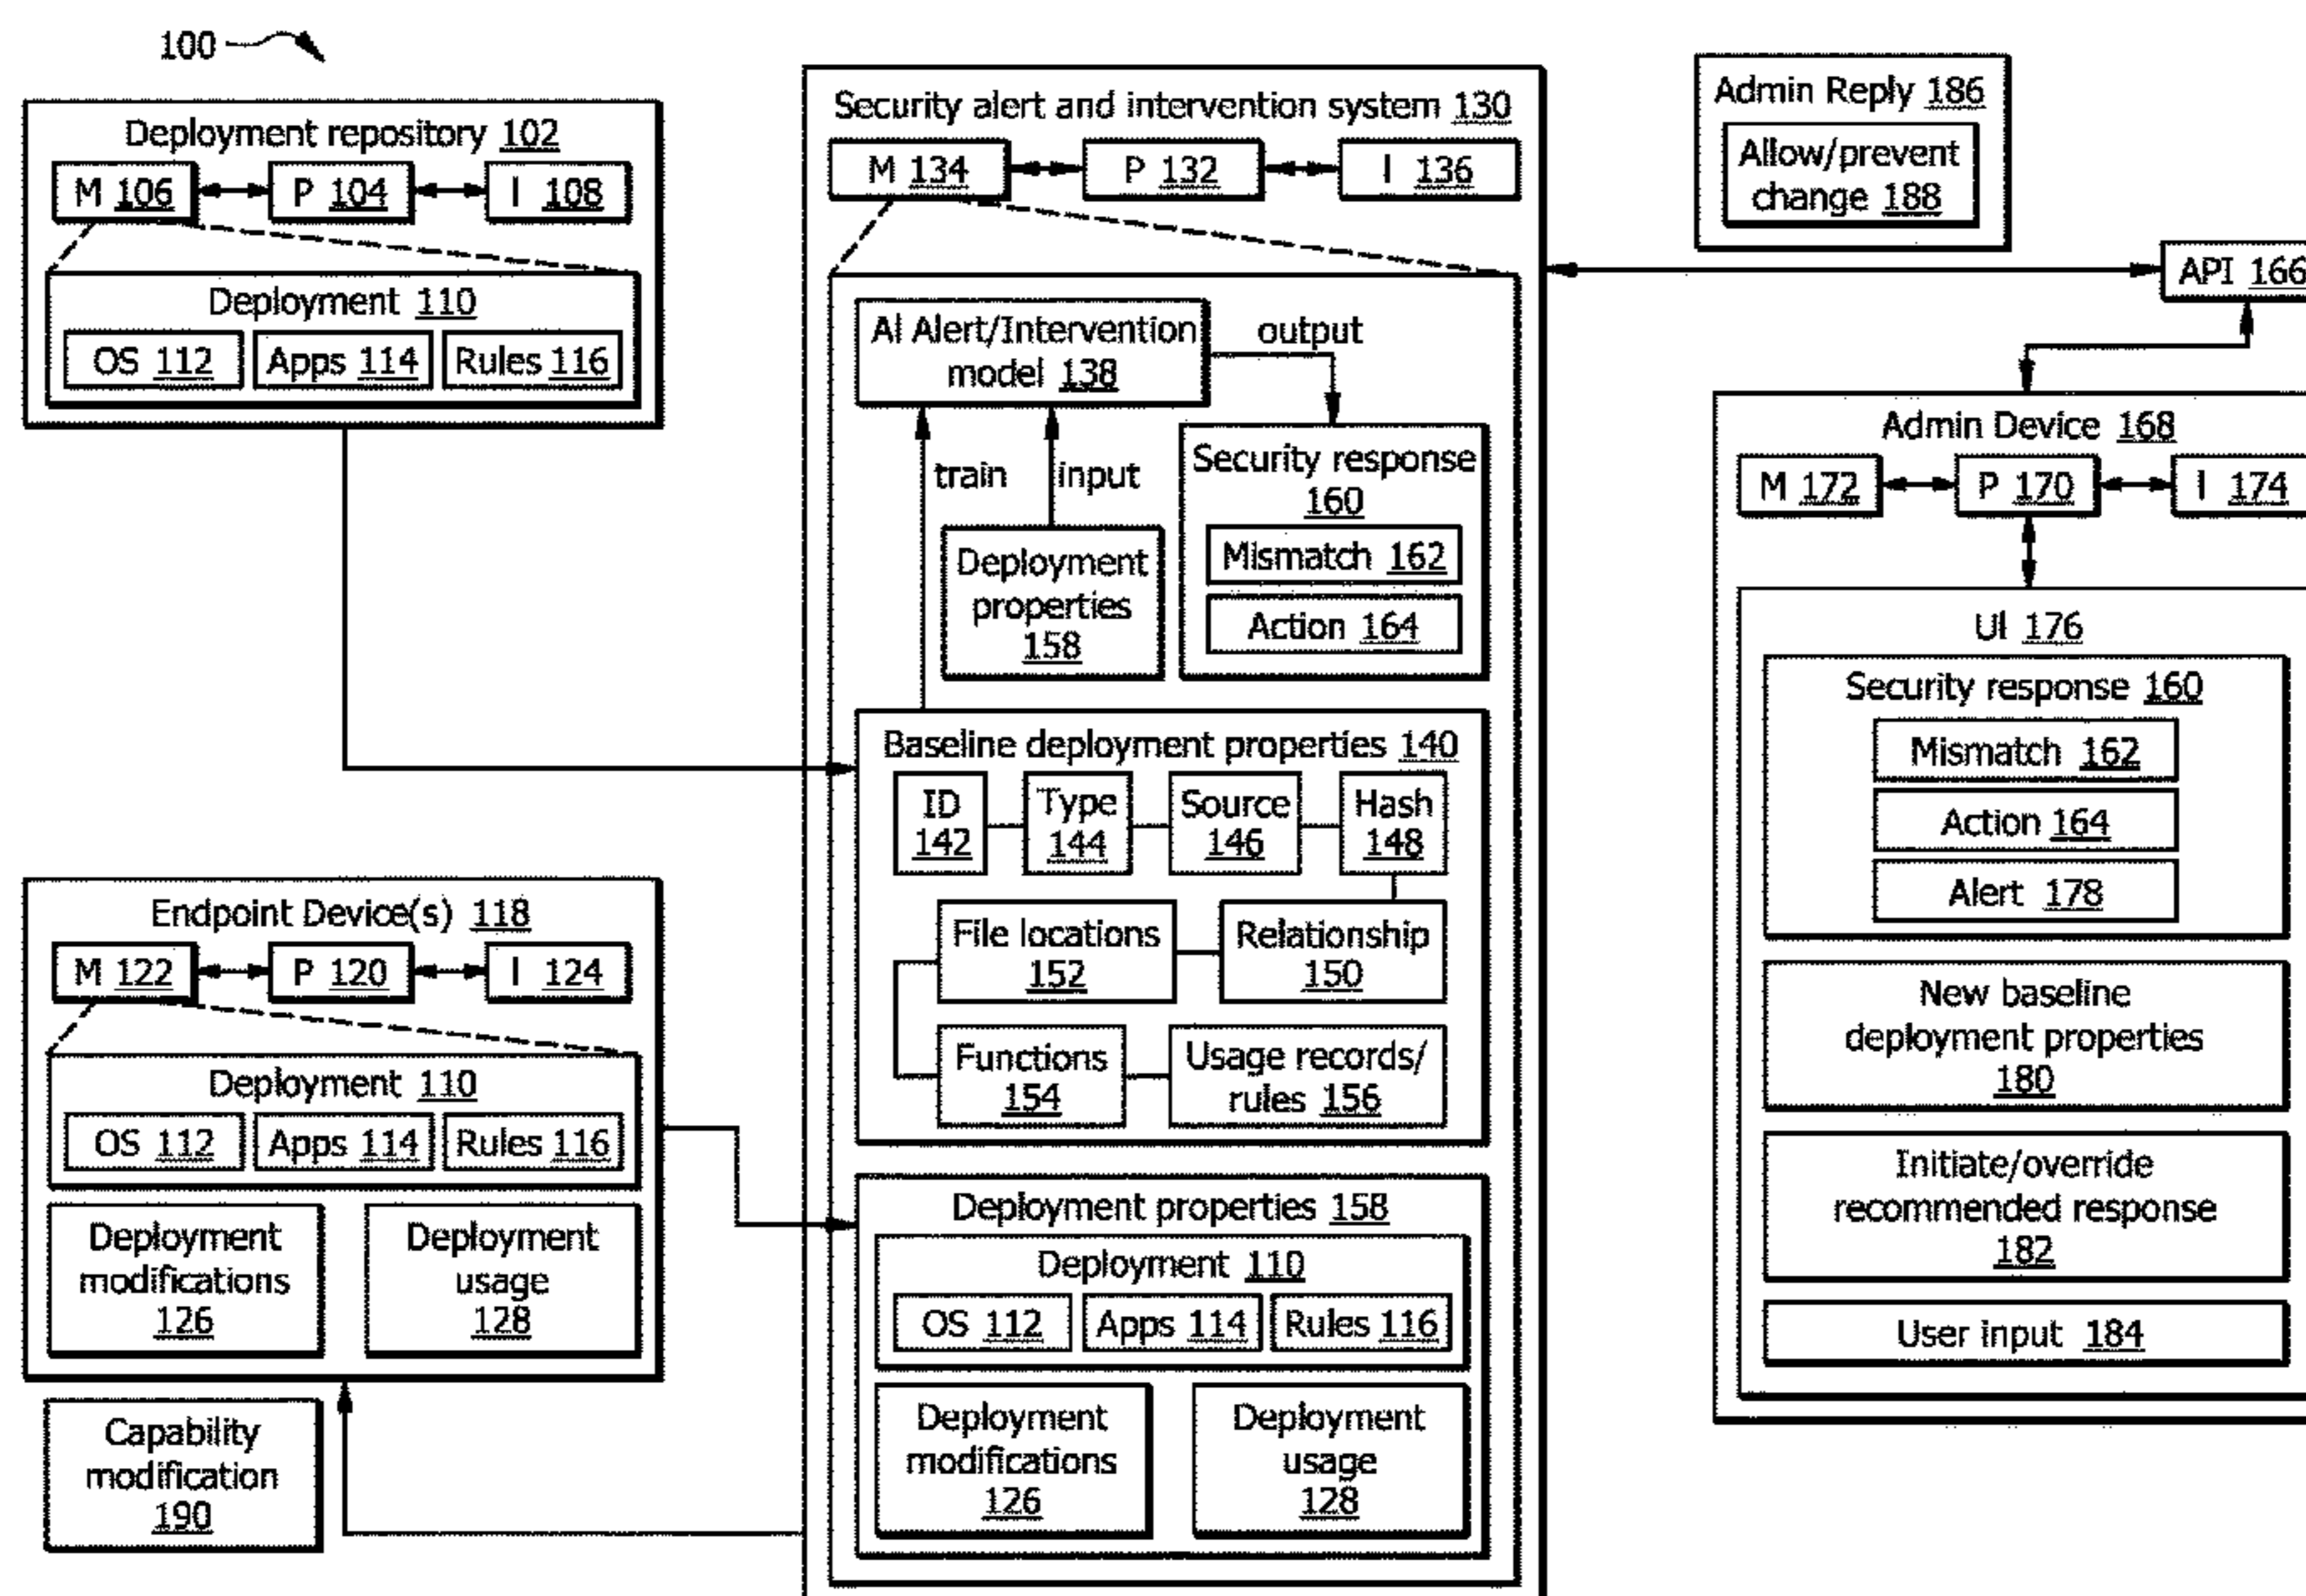 100
Deployment repository 102
M 106
P 104
I 108
Deployment 110
OS 112
Apps 114
Rules 116
Endpoint Device(s) 118
M 122
P 120
I 124
Deployment 110
OS 112
Apps 114
Rules 116
Deployment
modifications
126
Deployment
usage
128
Capability
modification
190
Security alert and intervention system 130
M 134
P 132
I 136
AI Alert/Intervention
model 138
output
train
input
Deployment
properties
158
Security response
160
Mismatch 162
Action 164
Baseline deployment properties 140
ID
142
Type
144
Source
146
Hash
148
File locations
152
Relationship
150
Functions
154
Usage records/
rules 156
Deployment properties 158
Deployment 110
OS 112
Apps 114
Rules 116
Deployment
modifications
126
Deployment
usage
128
Admin Reply 186
Allow/prevent
change 188
API 166
Admin Device 168
M 172
P 170
I 174
UI 176
Security response 160
Mismatch 162
Action 164
Alert 178
New baseline
deployment properties
180
Initiate/override
recommended response
182
User input 184